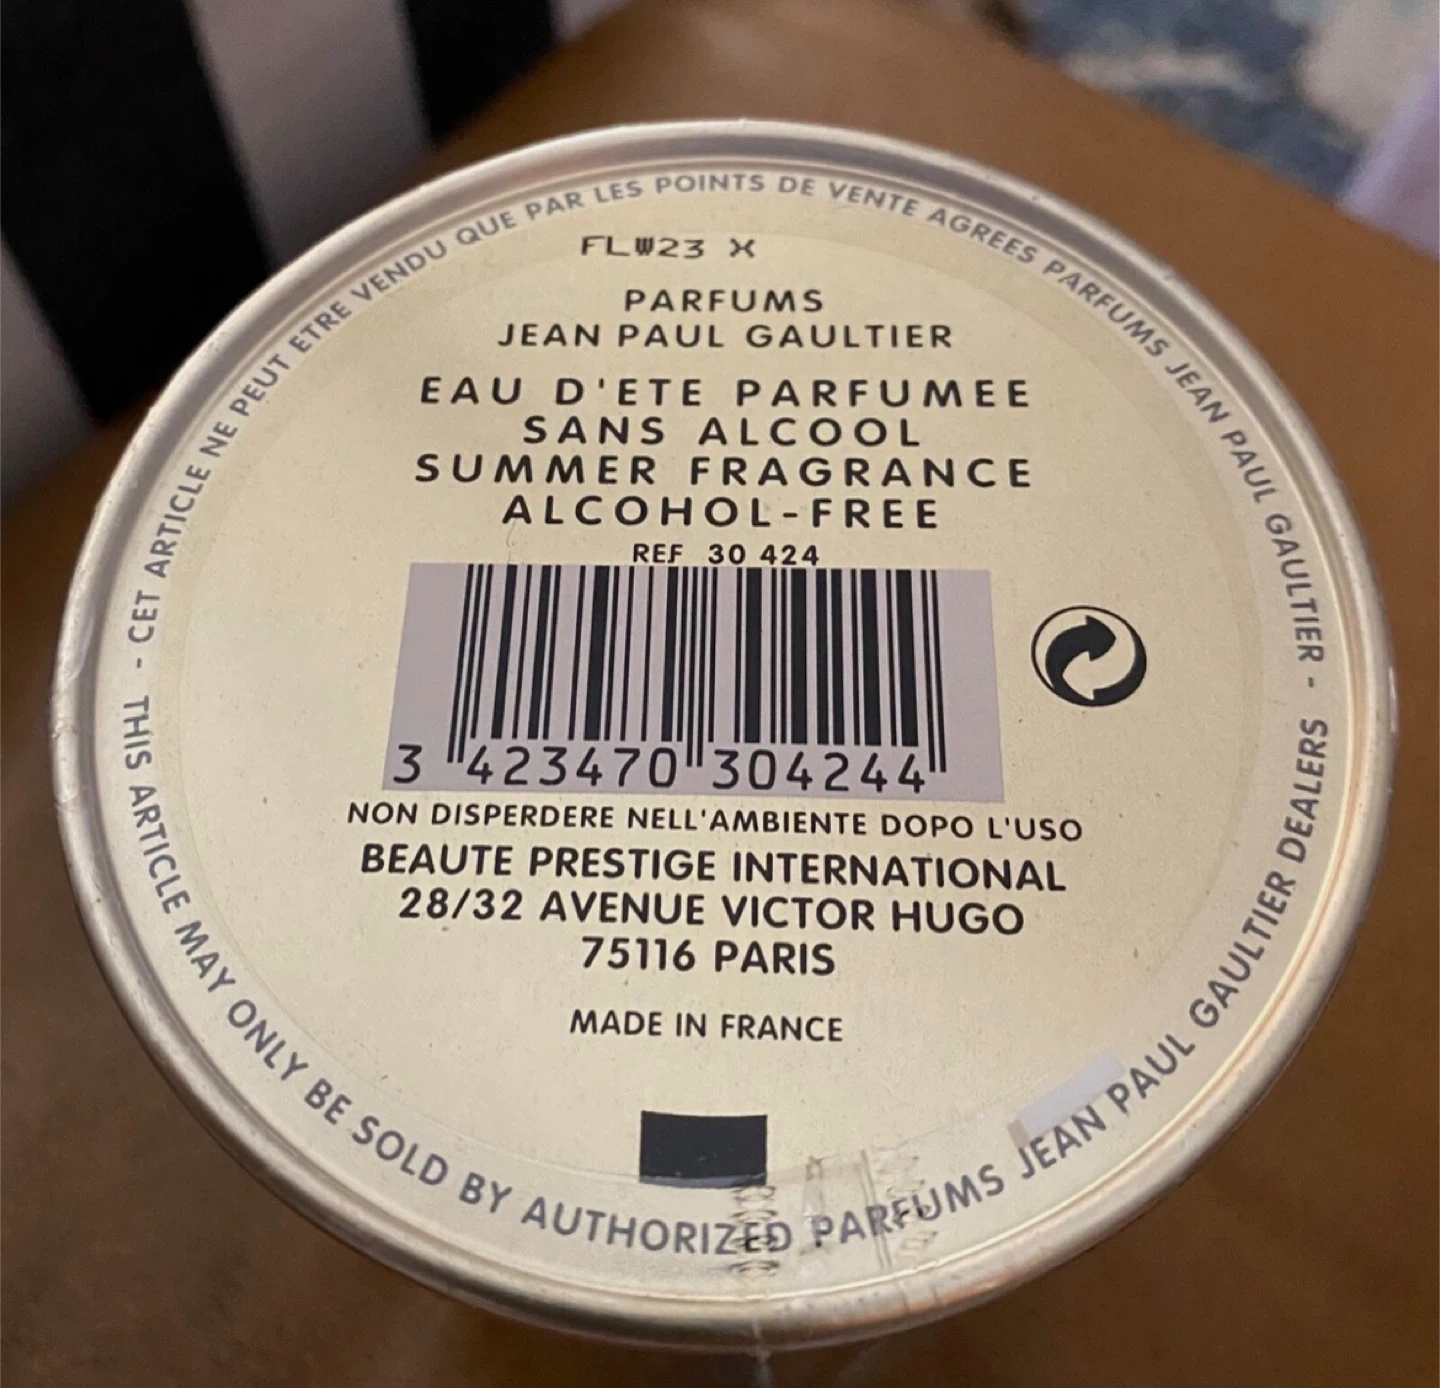 - CET ARTICLE NE PEUT ETRE VENDU QUE PAR LES POINTS DE VENTE AGREES PARFUMS JEAN PAUL GAULTIER -
FLW23 X
PARFUMS
JEAN PAUL GAULTIER
EAU D'ETE PARFUMEE
SANS ALCOOL
SUMMER FRAGRANCE
ALCOHOL-FREE
REF 30 424
3 423470 304244
NON DISPERDERE NELL'AMBIENTE DOPO L'USO
BEAUTE PRESTIGE INTERNATIONAL
28/32 AVENUE VICTOR HUGO
75116 PARIS
MADE IN FRANCE
THIS ARTICLE MAY ONLY BE SOLD BY AUTHORIZED PARFUMS JEAN PAUL GAULTIER DEALERS